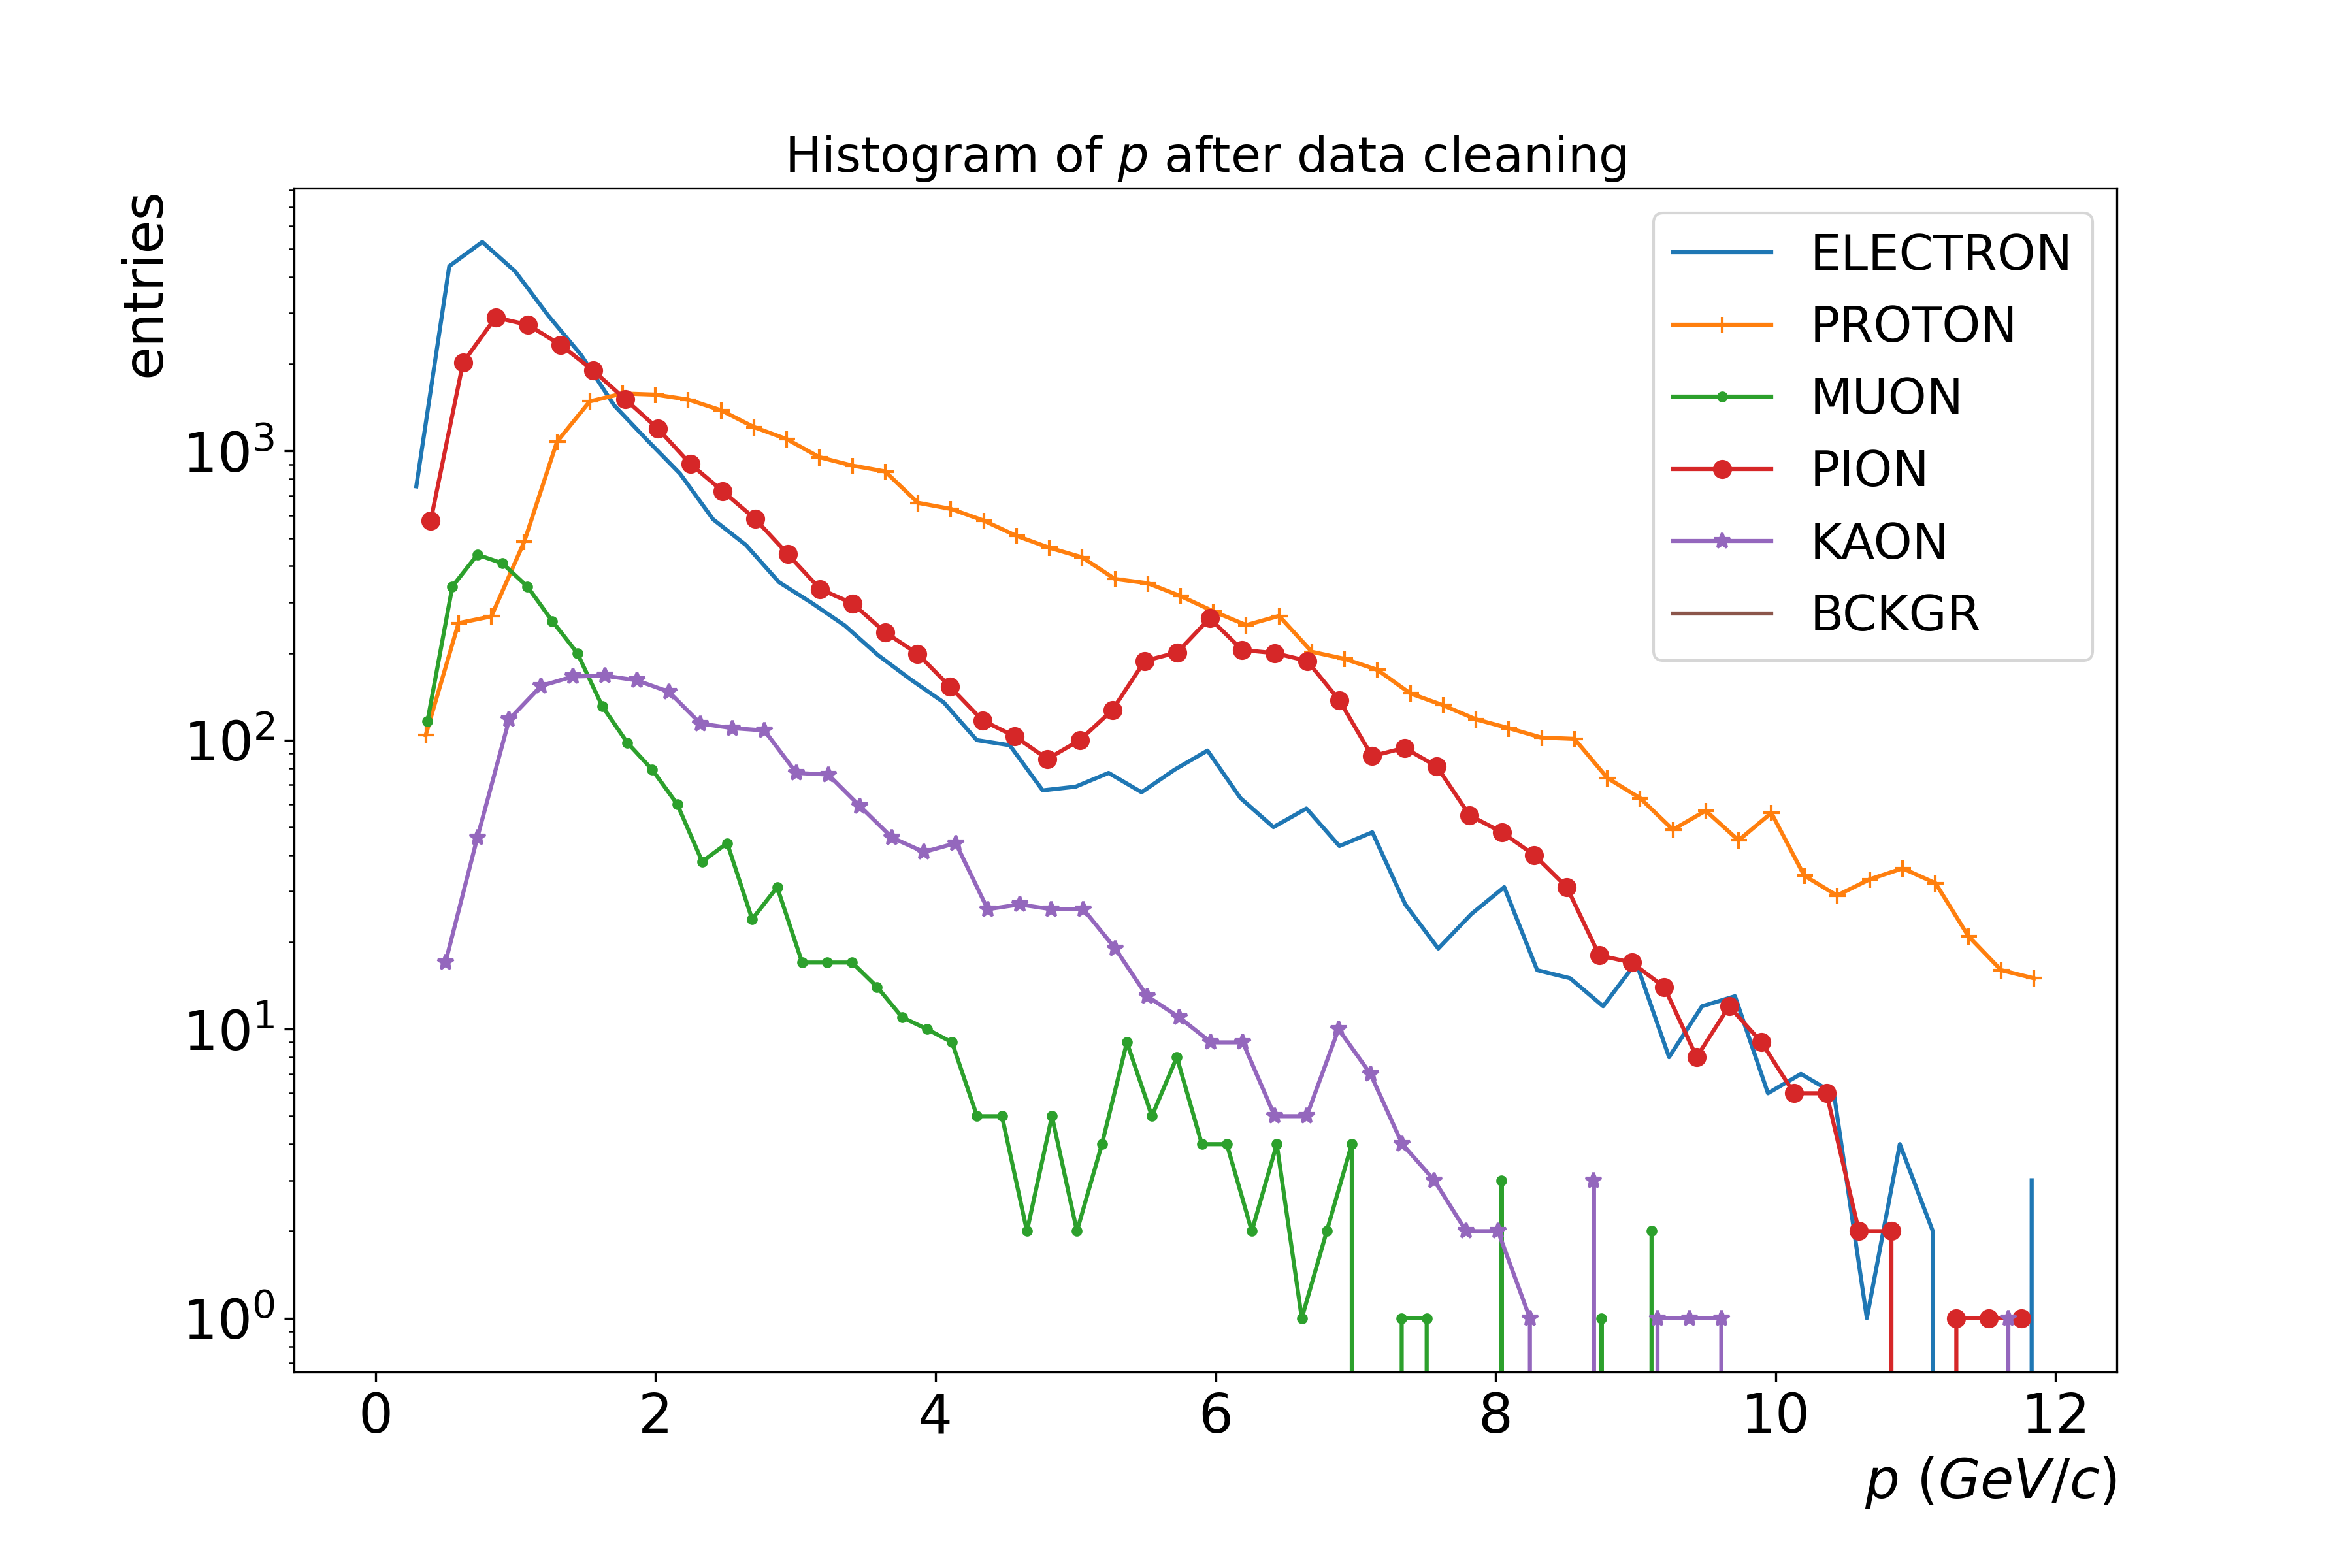 Histogram of p after data cleaning
entries
ELECTRON
PROTON
MUON
PION
KAON
BCKGR
10³
10²
10¹
10⁰
0 2 4 6 8 10 12
p (GeV/c)